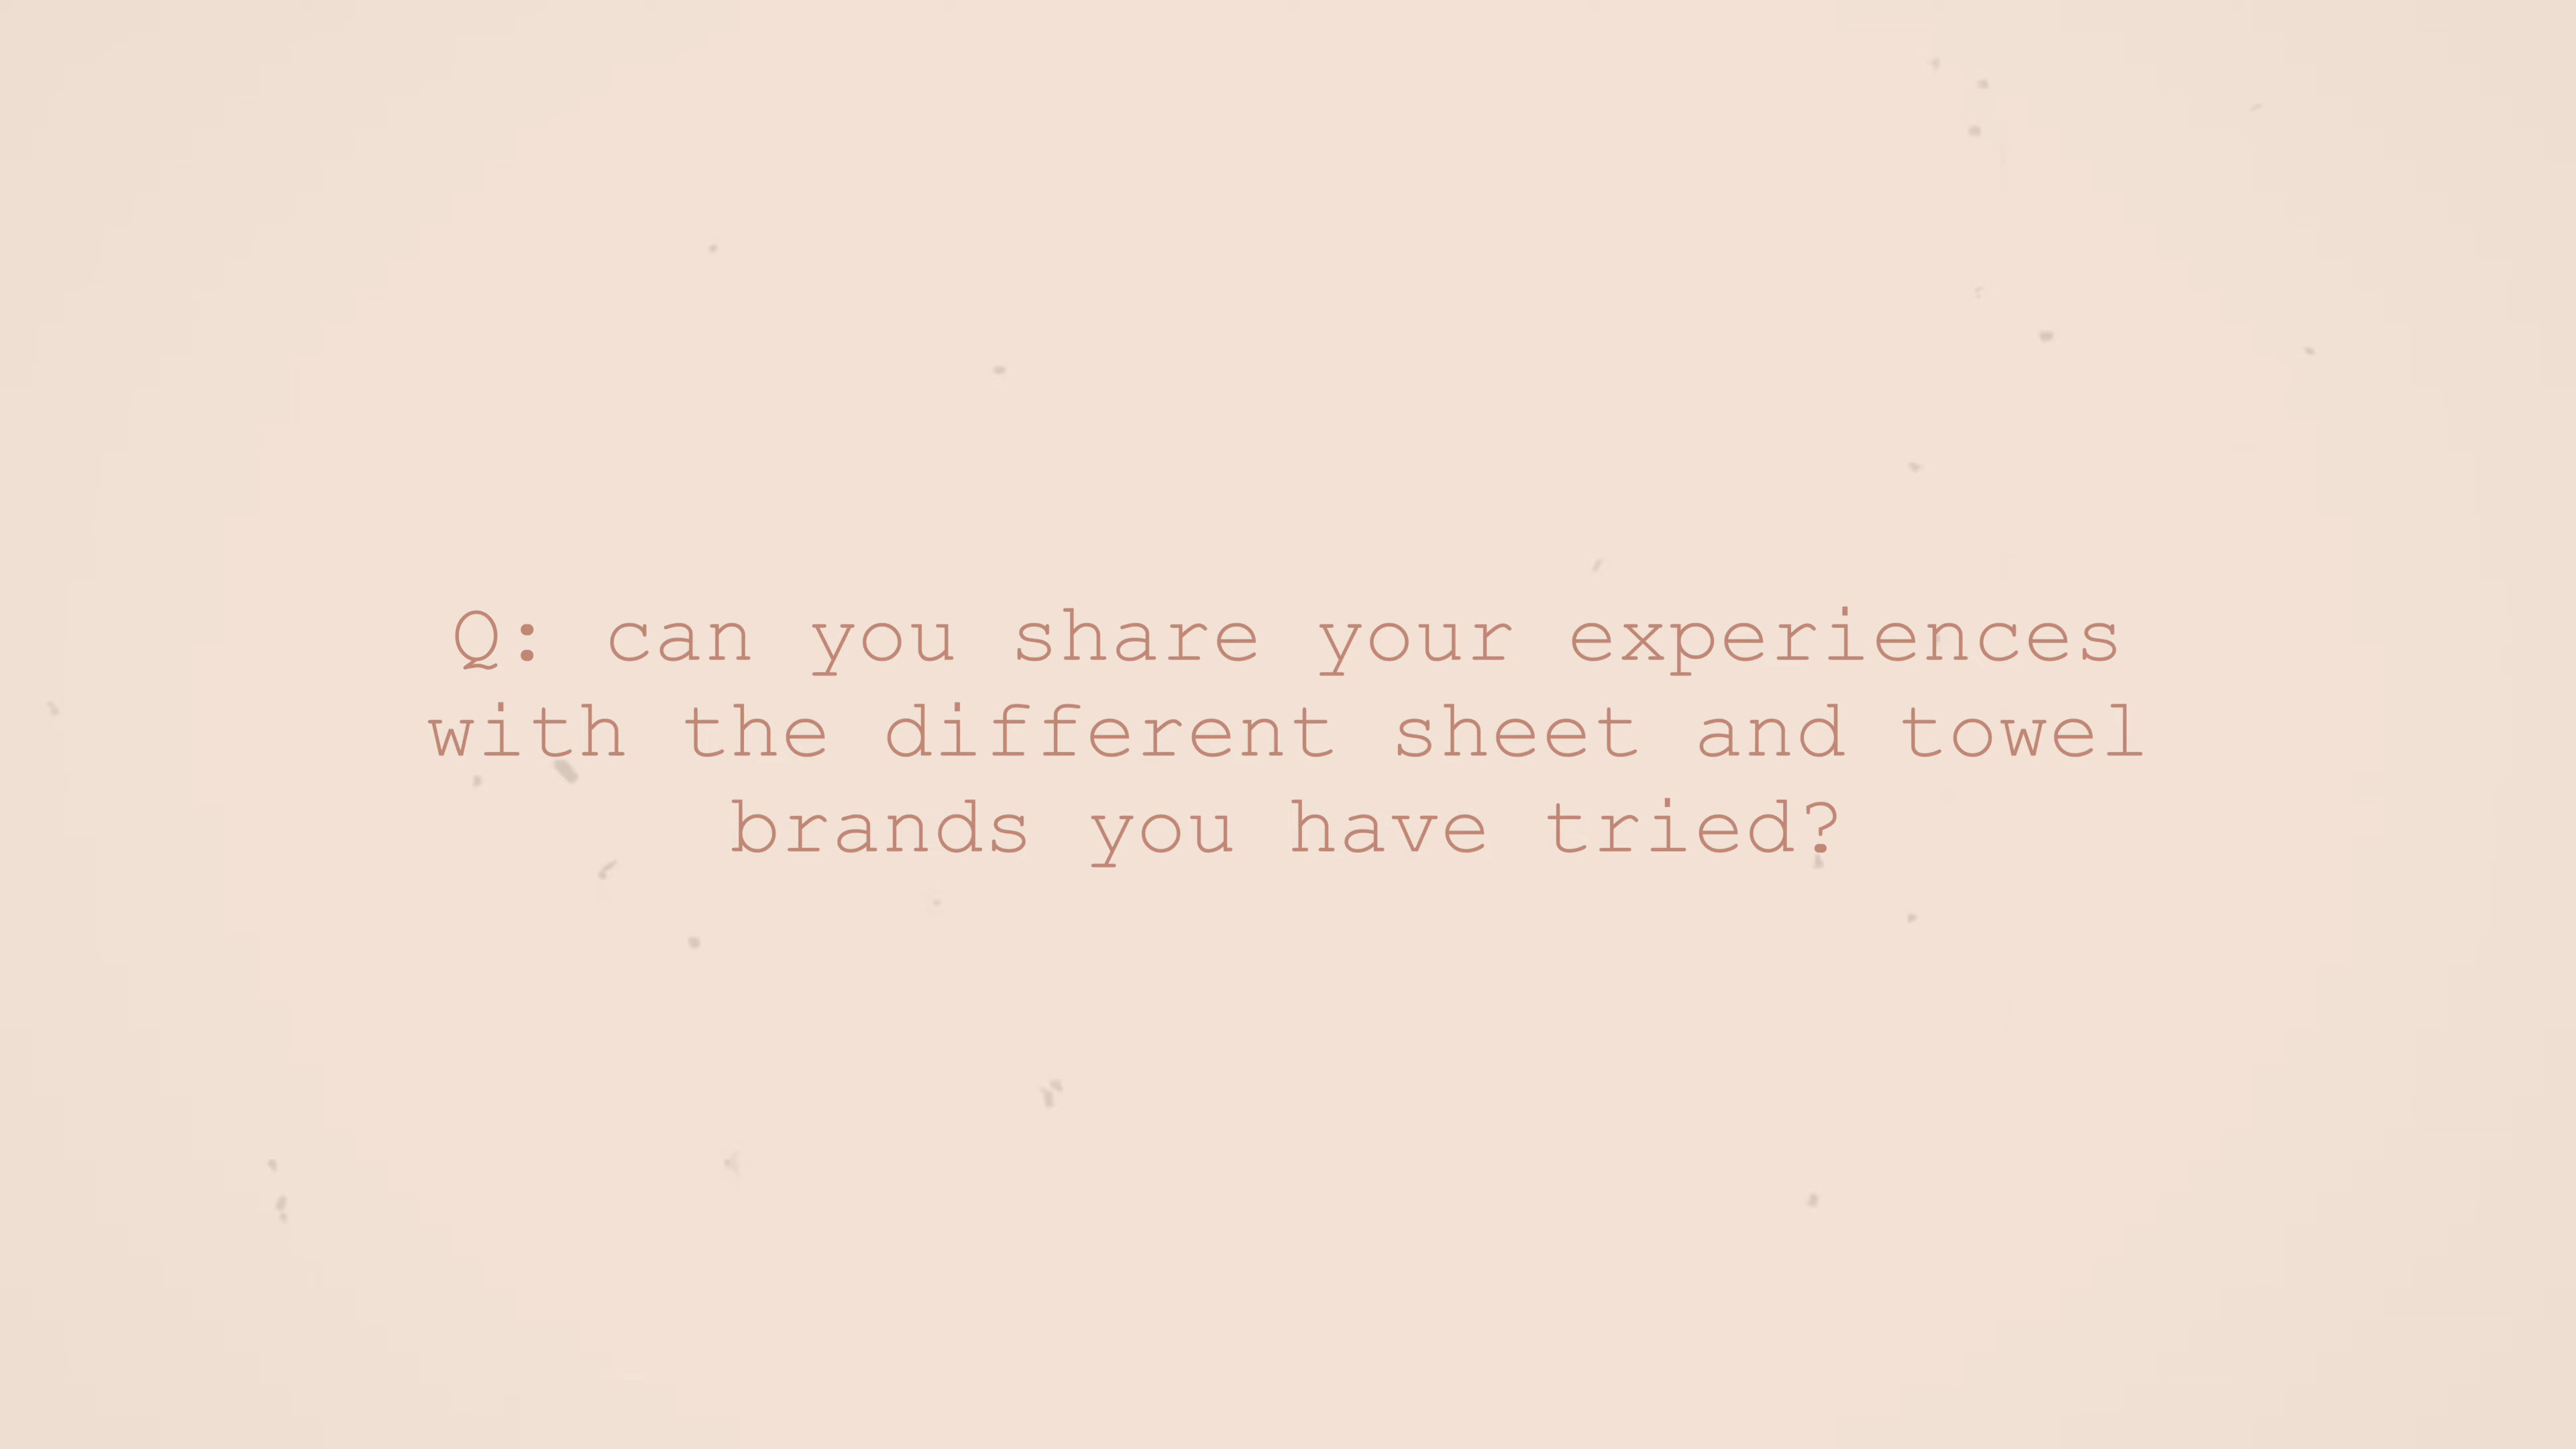 Q: can you share your experiences
with the different sheet and towel
brands you have tried?